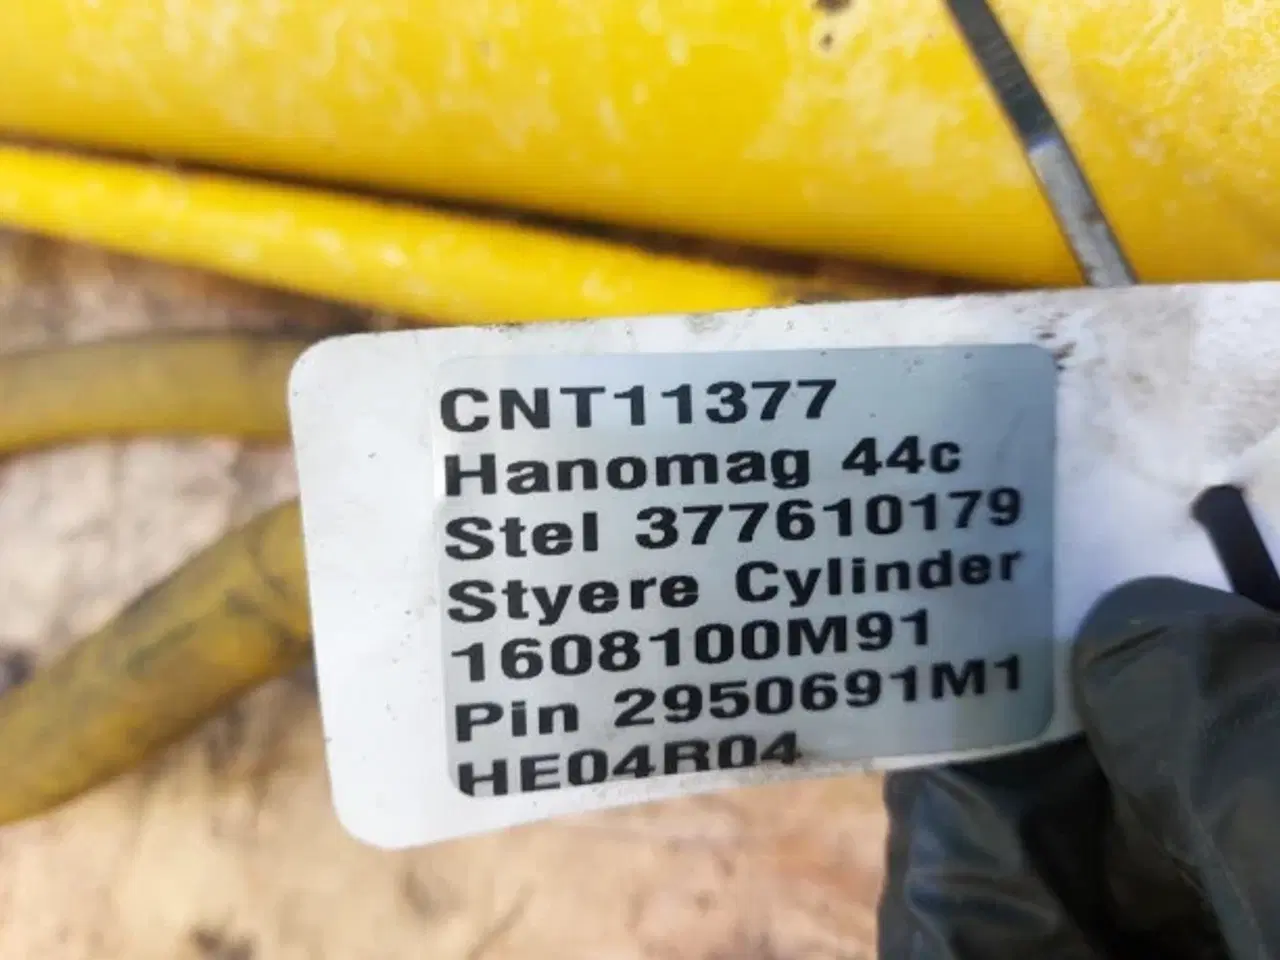 CNT11377
Hanomag 44c
Stel 377610179
Styere Cylinder
1608100M91
Pin 2950691M1
HE04R04